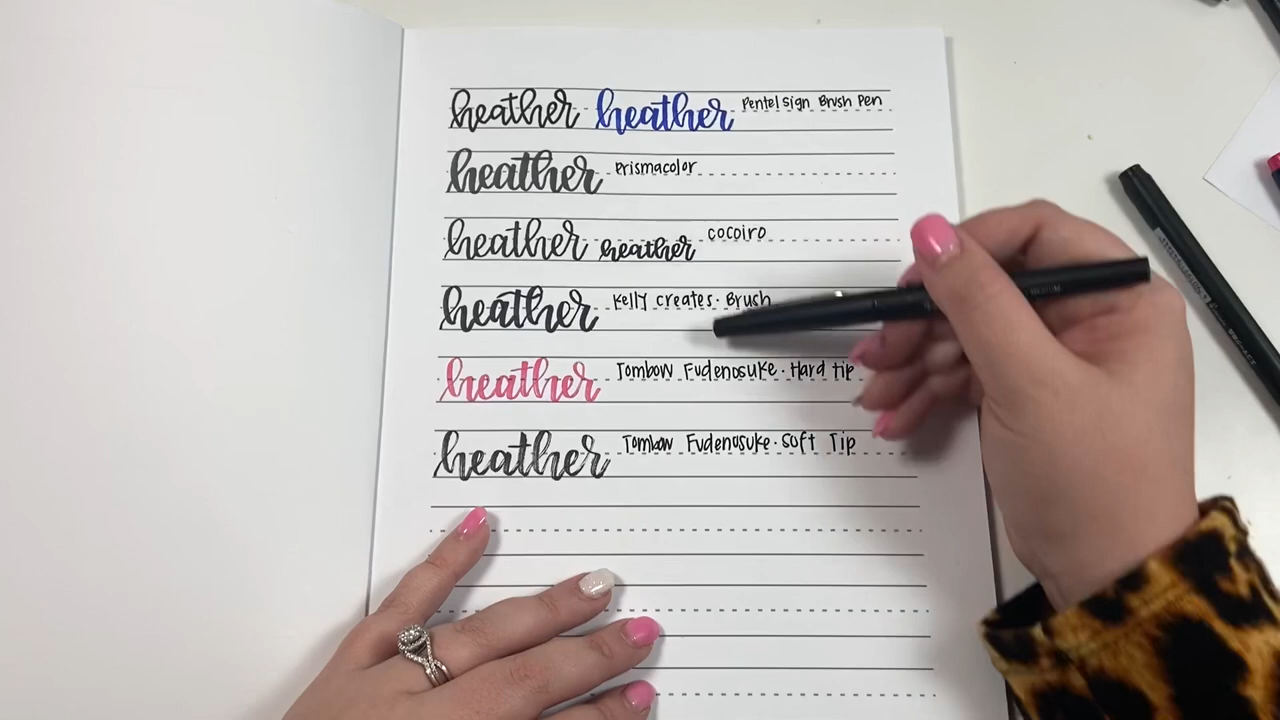 heather heather Pentel Sign Brush Pen
heather Prismacolor
heather heather cocoiro
heather Kelly creates · Brush
heather Tombow Fudenosuke · Hard tip
heather Tombow Fudenosuke · Soft Tip